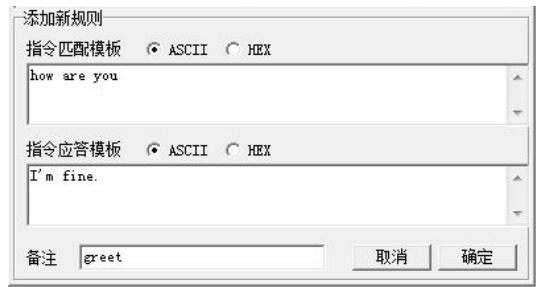 添加新规则
指令匹配模板 ASCII HEX
how are you
指令应答模板 ASCII HEX
I'm fine.
备注 greet 取消 确定